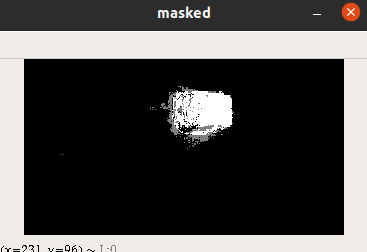 masked
(x=231, y=96) ~ L:0